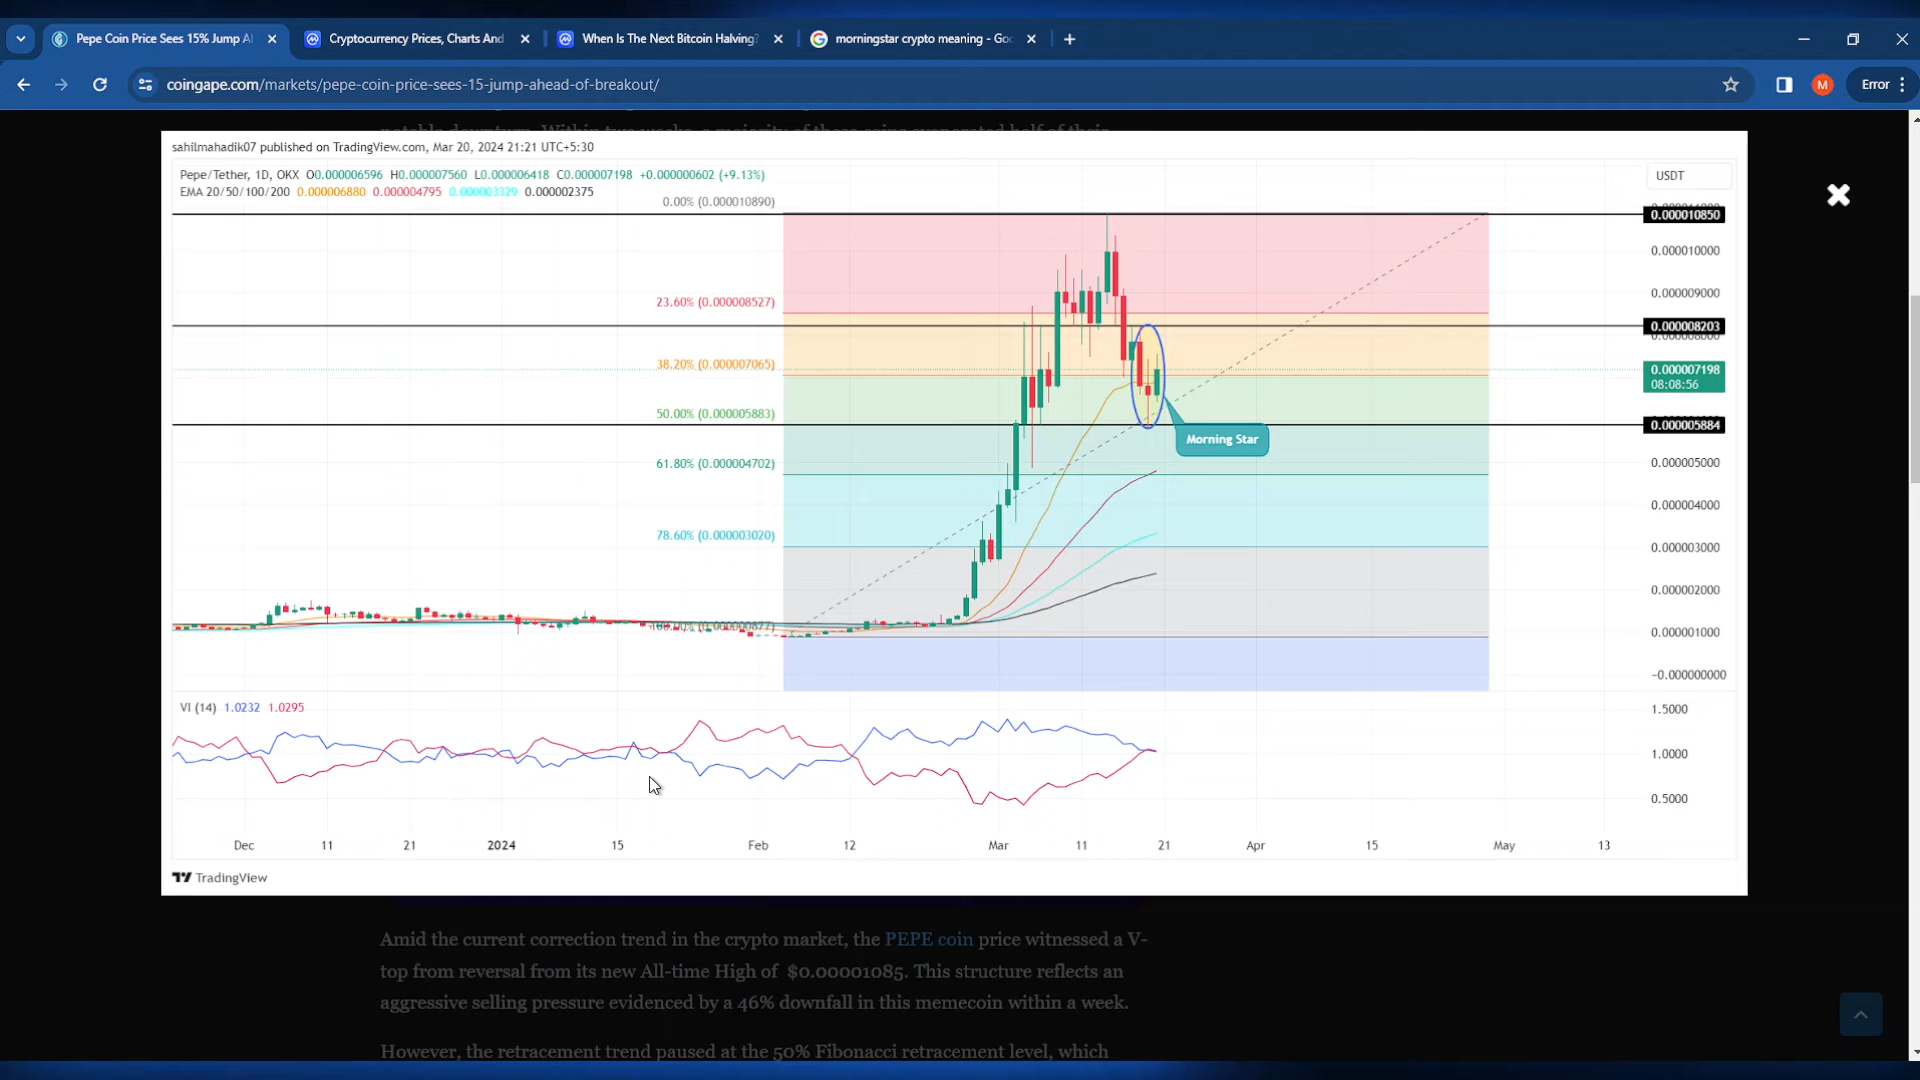 Pepe Coin Price Sees 15% Jump A
Cryptocurrency Prices, Charts And
When Is The Next Bitcoin Halving?
morningstar crypto meaning - Goo
coingape.com/markets/pepe-coin-price-sees-15-jump-ahead-of-breakout/
M
Error
sahilmahadik07 published on TradingView.com, Mar 20, 2024 21:21 UTC+5:30
Pepe/Tether, 1D, OKX O0.000006596 H0.000007560 L0.000006418 C0.000007198 +0.000000602 (+9.13%)
EMA 20/50/100/200 0.000006880 0.000004795 0.000003329 0.000002375
USDT
0.00% (0.000010890)
0.000010850
0.000010000
0.000009000
23.60% (0.000008527)
0.000008203
0.000008000
38.20% (0.000007065)
0.000007198
08:08:56
50.00% (0.000005883)
0.000005884
Morning Star
61.80% (0.000004702)
0.000005000
0.000004000
78.60% (0.000003020)
0.000003000
0.000002000
0.000001000
−0.000000000
VI (14) 1.0232 1.0295
1.5000
1.0000
0.5000
Dec 11 21 2024 15 Feb 12 Mar 11 21 Apr 15 May 13
TradingView
Amid the current correction trend in the crypto market, the PEPE coin price witnessed a V-
top from reversal from its new All-time High of $0.00001085. This structure reflects an
aggressive selling pressure evidenced by a 46% downfall in this memecoin within a week.
However, the retracement trend paused at the 50% Fibonacci retracement level, which